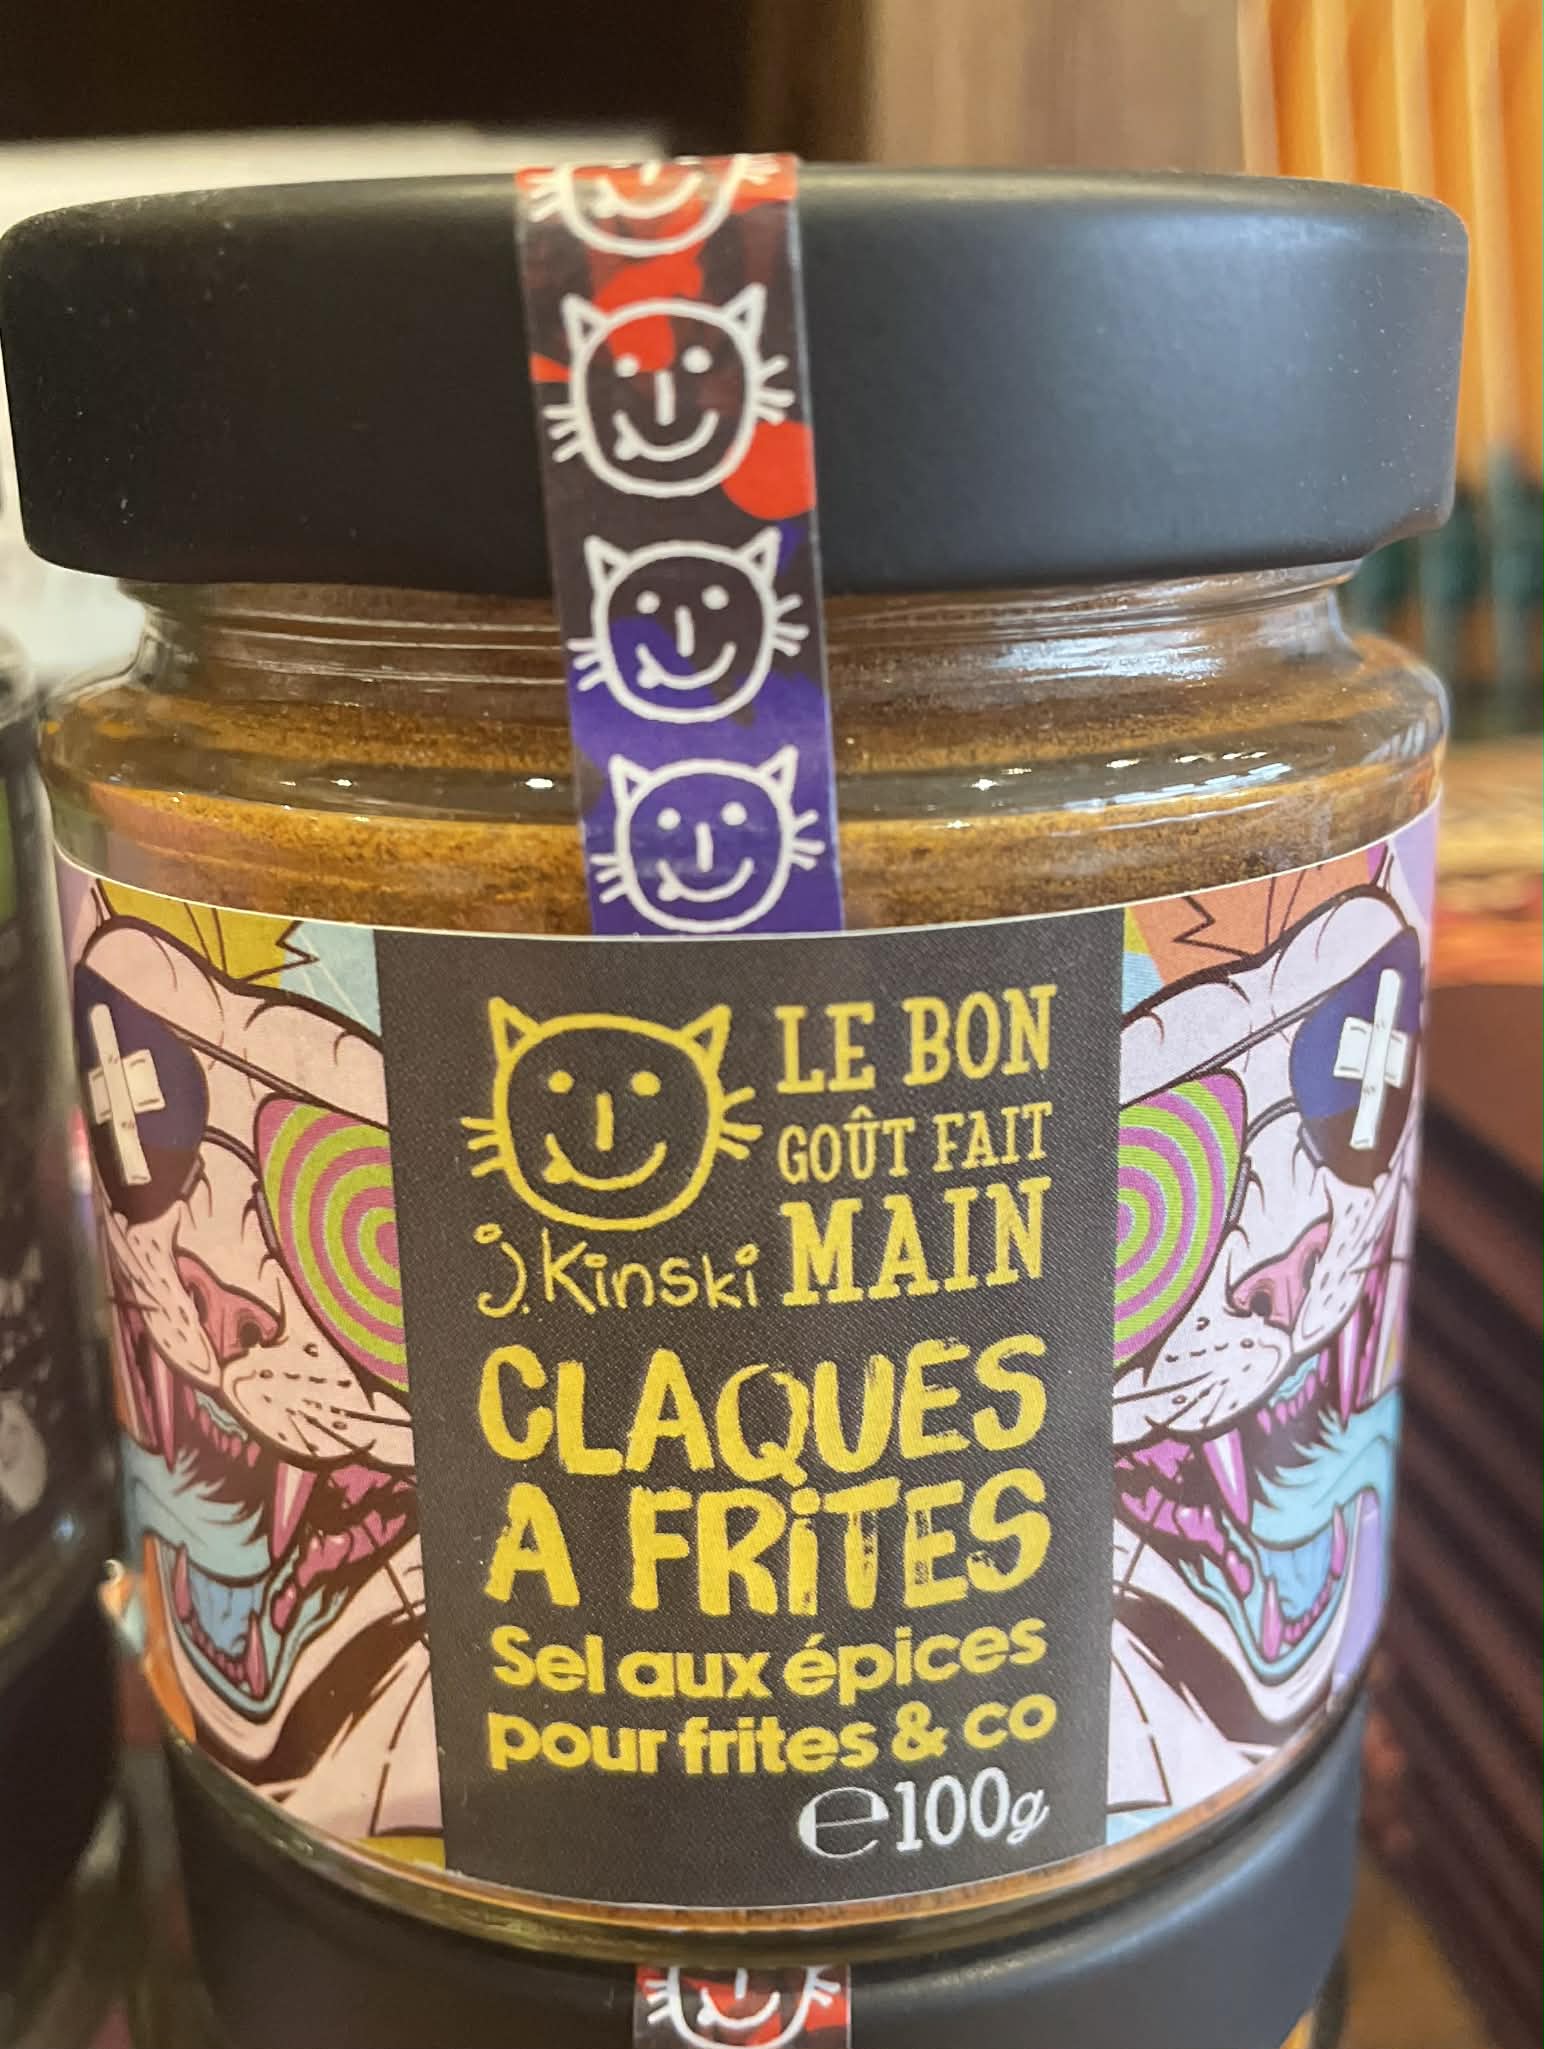 j.Kinski
LE BON
GOÛT FAIT
MAIN
CLAQUES
A FRiTES
Sel aux épices
pour frites & co
℮100g